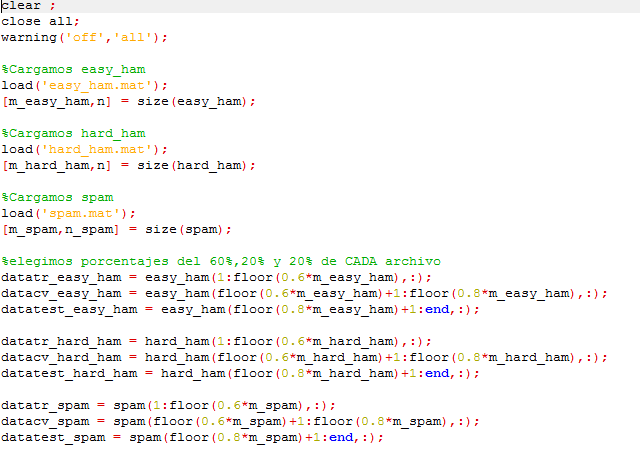 clear ;
close all;
warning('off','all');
%Cargamos easy_ham
load('easy_ham.mat');
[m_easy_ham,n] = size(easy_ham);
%Cargamos hard_ham
load('hard_ham.mat');
[m_hard_ham,n] = size(hard_ham);
%Cargamos spam
load('spam.mat');
[m_spam,n_spam] = size(spam);
%elegimos porcentajes del 60%,20% y 20% de CADA archivo
datatr_easy_ham = easy_ham(1:floor(0.6*m_easy_ham),:);
datacv_easy_ham = easy_ham(floor(0.6*m_easy_ham)+1:floor(0.8*m_easy_ham),:);
datatest_easy_ham = easy_ham(floor(0.8*m_easy_ham)+1:end,:);
datatr_hard_ham = hard_ham(1:floor(0.6*m_hard_ham),:);
datacv_hard_ham = hard_ham(floor(0.6*m_hard_ham)+1:floor(0.8*m_hard_ham),:);
datatest_hard_ham = hard_ham(floor(0.8*m_hard_ham)+1:end,:);
datatr_spam = spam(1:floor(0.6*m_spam),:);
datacv_spam = spam(floor(0.6*m_spam)+1:floor(0.8*m_spam),:);
datatest_spam = spam(floor(0.8*m_spam)+1:end,:);